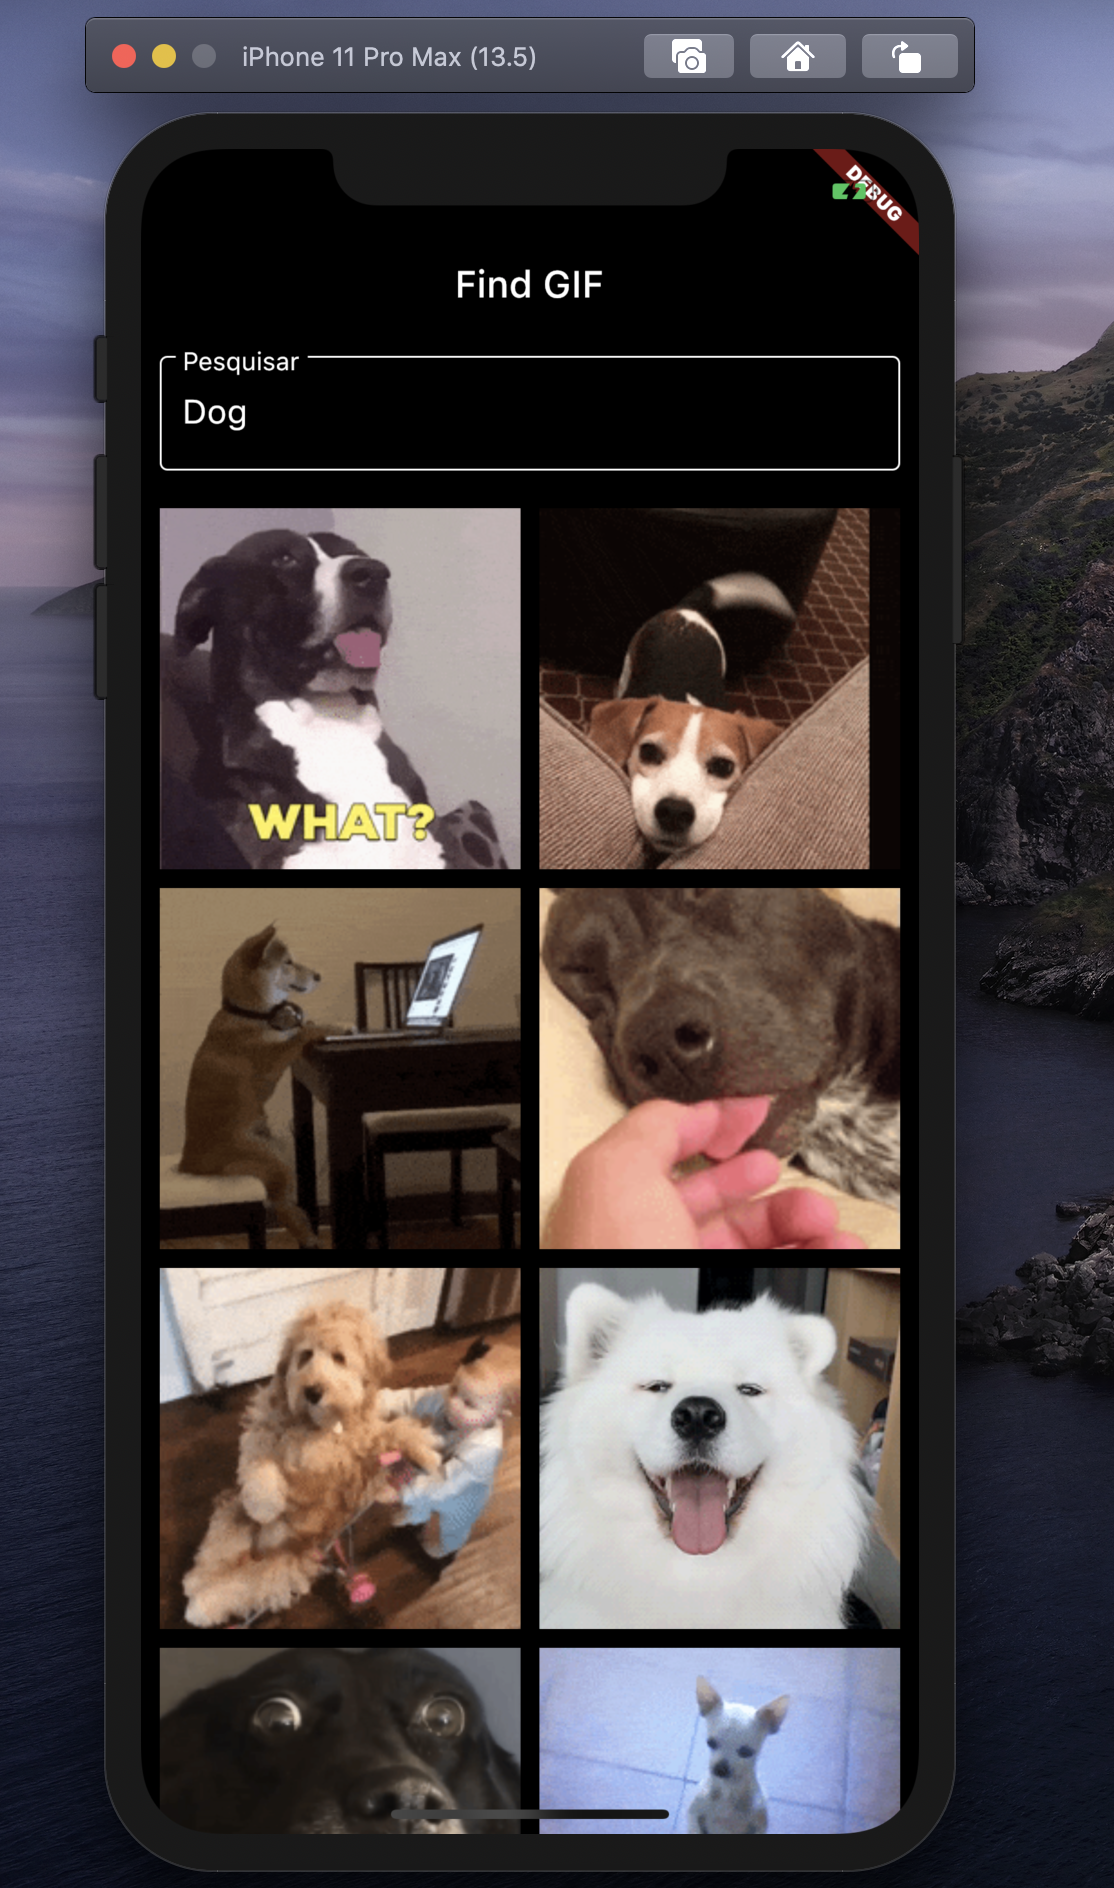 iPhone 11 Pro Max (13.5)
DEBUG
Find GIF
Pesquisar
Dog
WHAT?